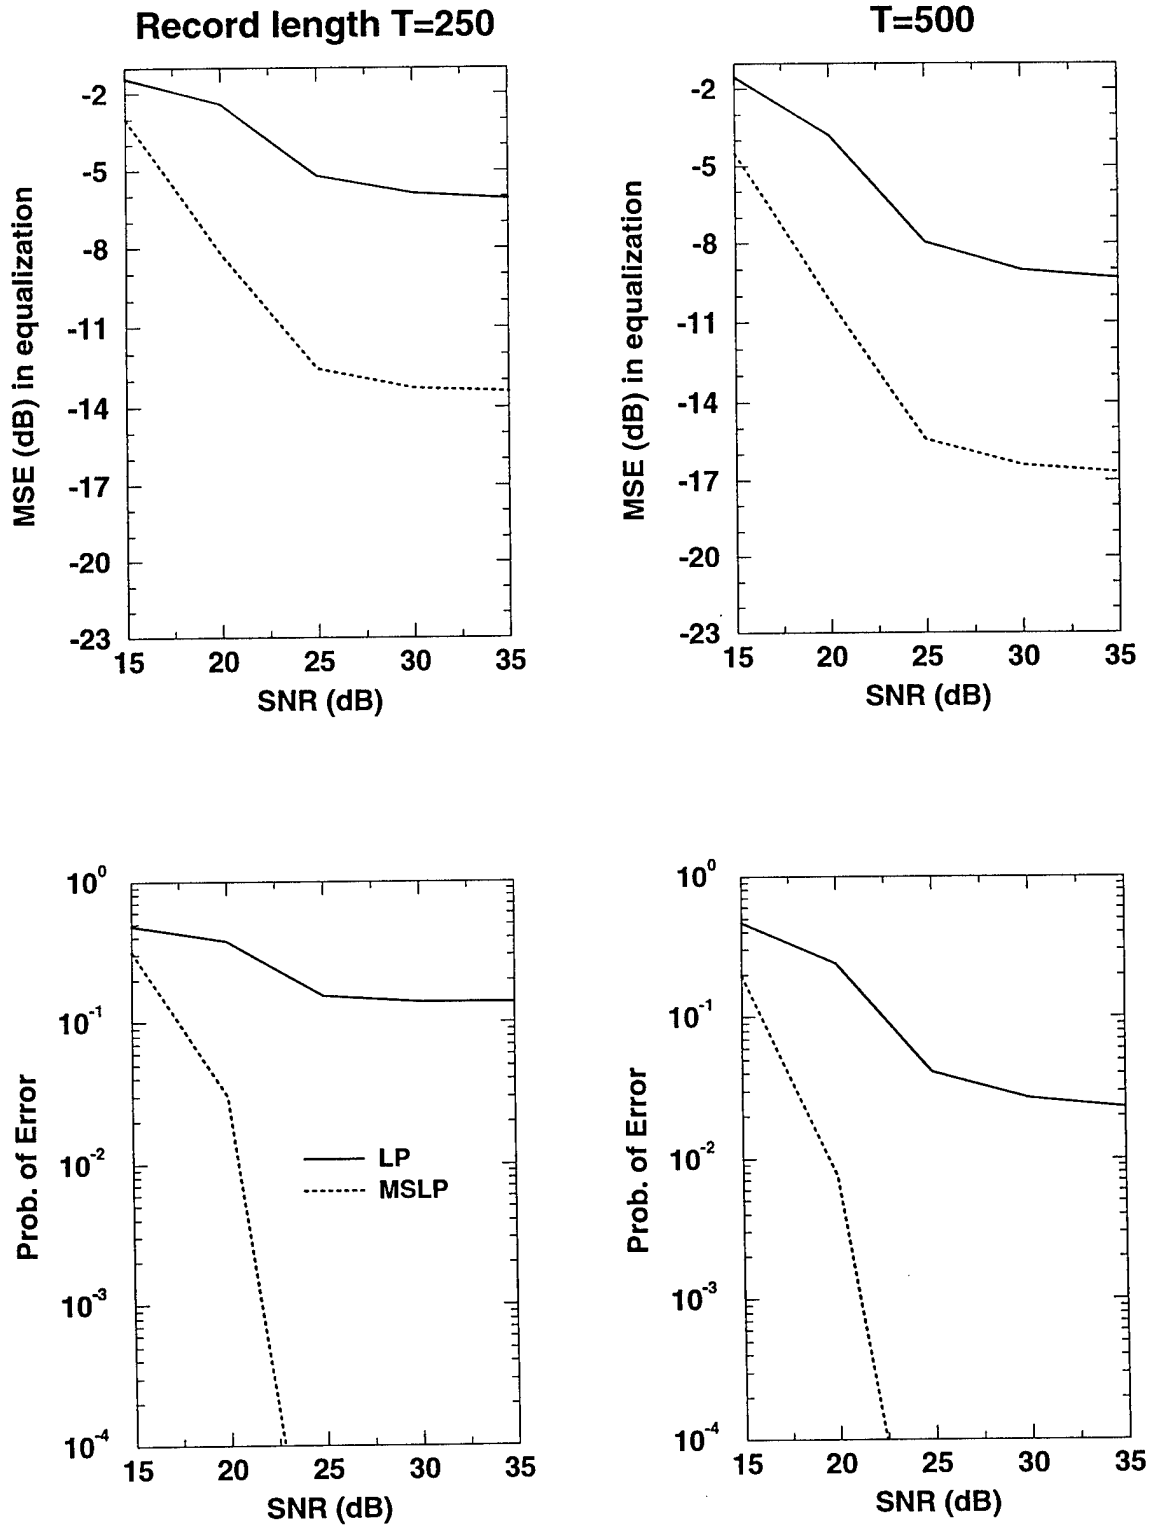 Record length T=250
T=500
MSE (dB) in equalization
-2
-5
-8
-11
-14
-17
-20
-23
15 20 25 30 35
SNR (dB)
MSE (dB) in equalization
-2
-5
-8
-11
-14
-17
-20
-23
15 20 25 30 35
SNR (dB)
Prob. of Error
10^0
10^-1
10^-2
10^-3
10^-4
LP
MSLP
15 20 25 30 35
SNR (dB)
Prob. of Error
10^0
10^-1
10^-2
10^-3
10^-4
15 20 25 30 35
SNR (dB)